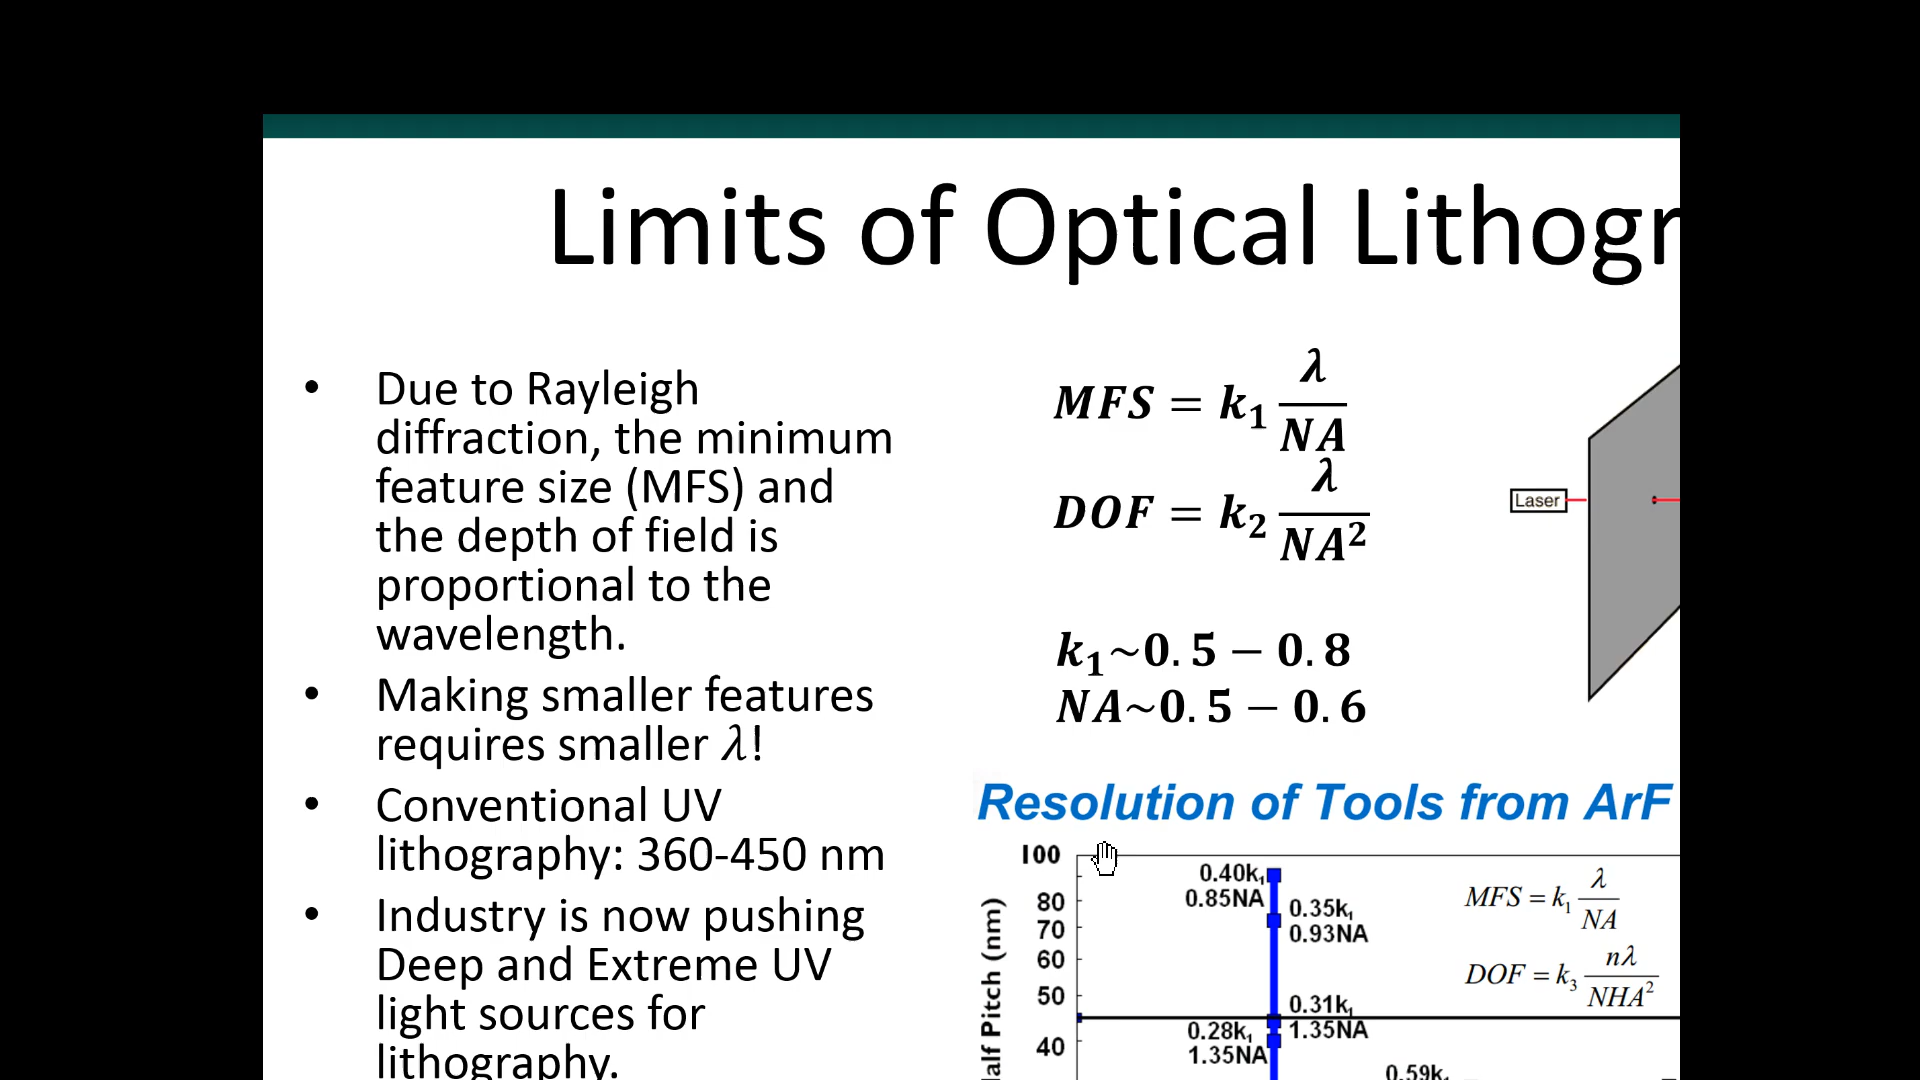 Limits of Optical Lithogr
• Due to Rayleigh
diffraction, the minimum
feature size (MFS) and
the depth of field is
proportional to the
wavelength.
• Making smaller features
requires smaller λ!
• Conventional UV
lithography: 360-450 nm
• Industry is now pushing
Deep and Extreme UV
light sources for
lithography.
MFS = k₁ λ/NA
DOF = k₂ λ/NA²
k₁~0.5 − 0.8
NA~0.5 − 0.6
Laser
Resolution of Tools from ArF
alf Pitch (nm)
100
80
70
60
50
40
0.40k₁
0.85NA
0.35k₁
0.93NA
0.31k₁
1.35NA
0.28k₁
1.35NA
0.59k₁
MFS = k₁ λ/NA
DOF = k₃ nλ/NHA²